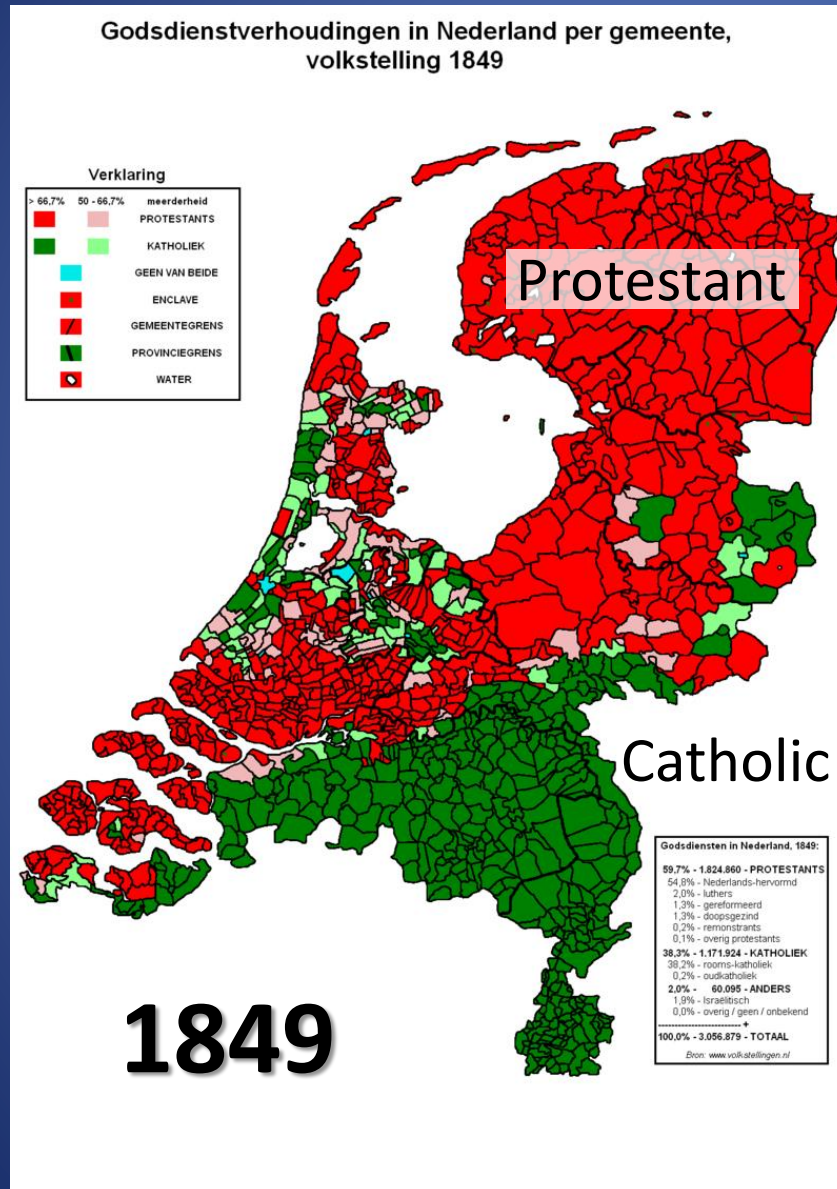 Godsdienstverhoudingen in Nederland per gemeente,
volkstelling 1849
Verklaring
> 66,7% 50 - 66,7% meerderheid
PROTESTANTS
KATHOLIEK
GEEN VAN BEIDE
ENCLAVE
GEMEENTEGRENS
PROVINCIEGRENS
WATER
Protestant
Catholic
1849
Godsdiensten in Nederland, 1849:
59,7% - 1.824.860 - PROTESTANTS
54,8% - Nederlands-hervormd
2,0% - luthers
1,3% - gereformeerd
1,3% - doopsgezind
0,2% - remonstrants
0,1% - overig protestants
38,3% - 1.171.924 - KATHOLIEK
38,2% - rooms-katholiek
0,2% - oudkatholiek
2,0% - 60.095 - ANDERS
1,9% - Israëlitisch
0,0% - overig / geen / onbekend
------------------------- +
100,0% - 3.056.879 - TOTAAL
Bron: www.volkstellingen.nl